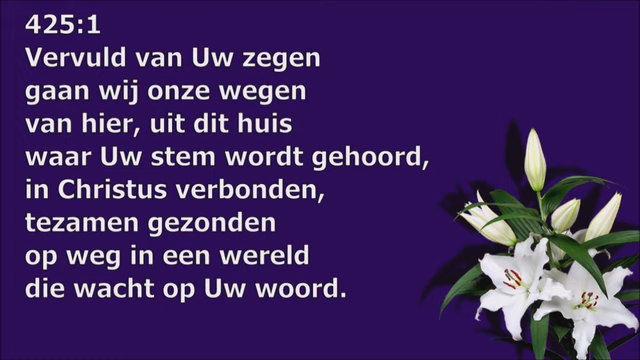 425:1
Vervuld van Uw zegen
gaan wij onze wegen
van hier, uit dit huis
waar Uw stem wordt gehoord,
in Christus verbonden,
tezamen gezonden
op weg in een wereld
die wacht op Uw woord.